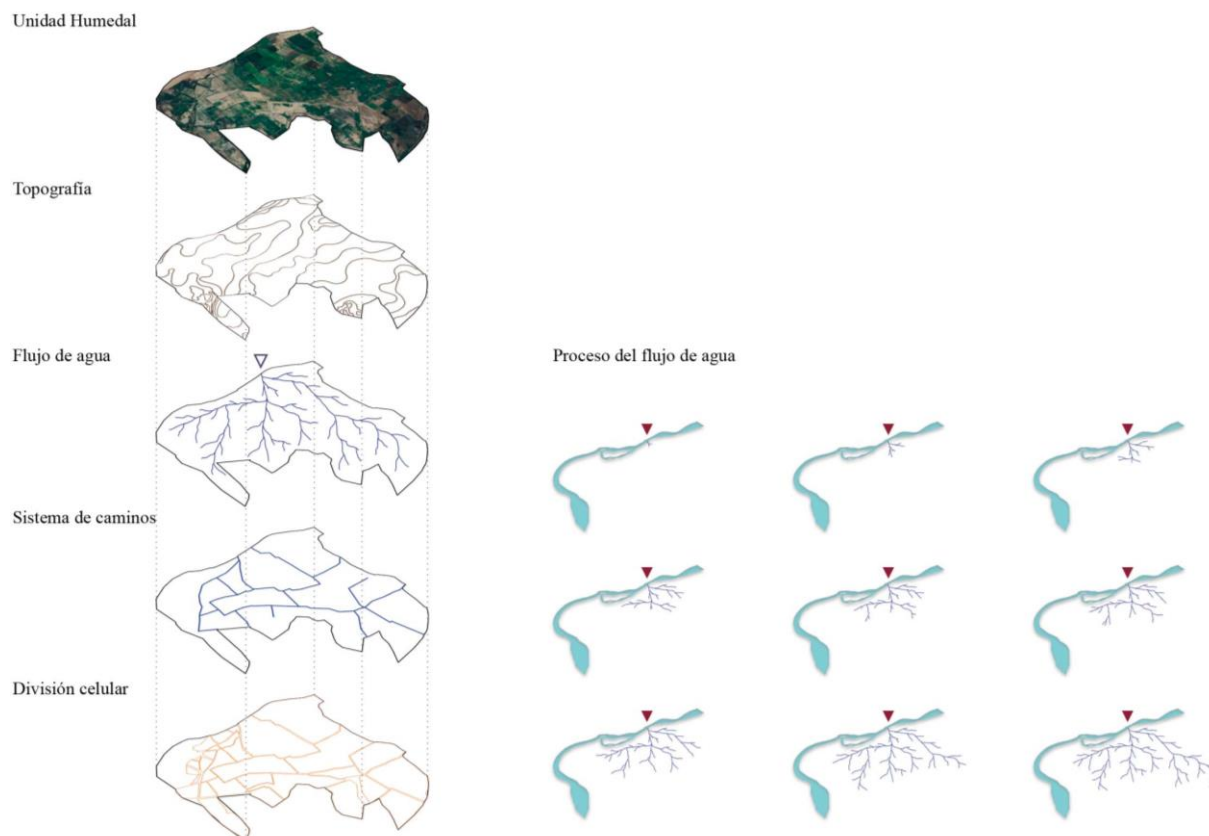 Unidad Humedal
Topografía
Flujo de agua
Proceso del flujo de agua
Sistema de caminos
División celular